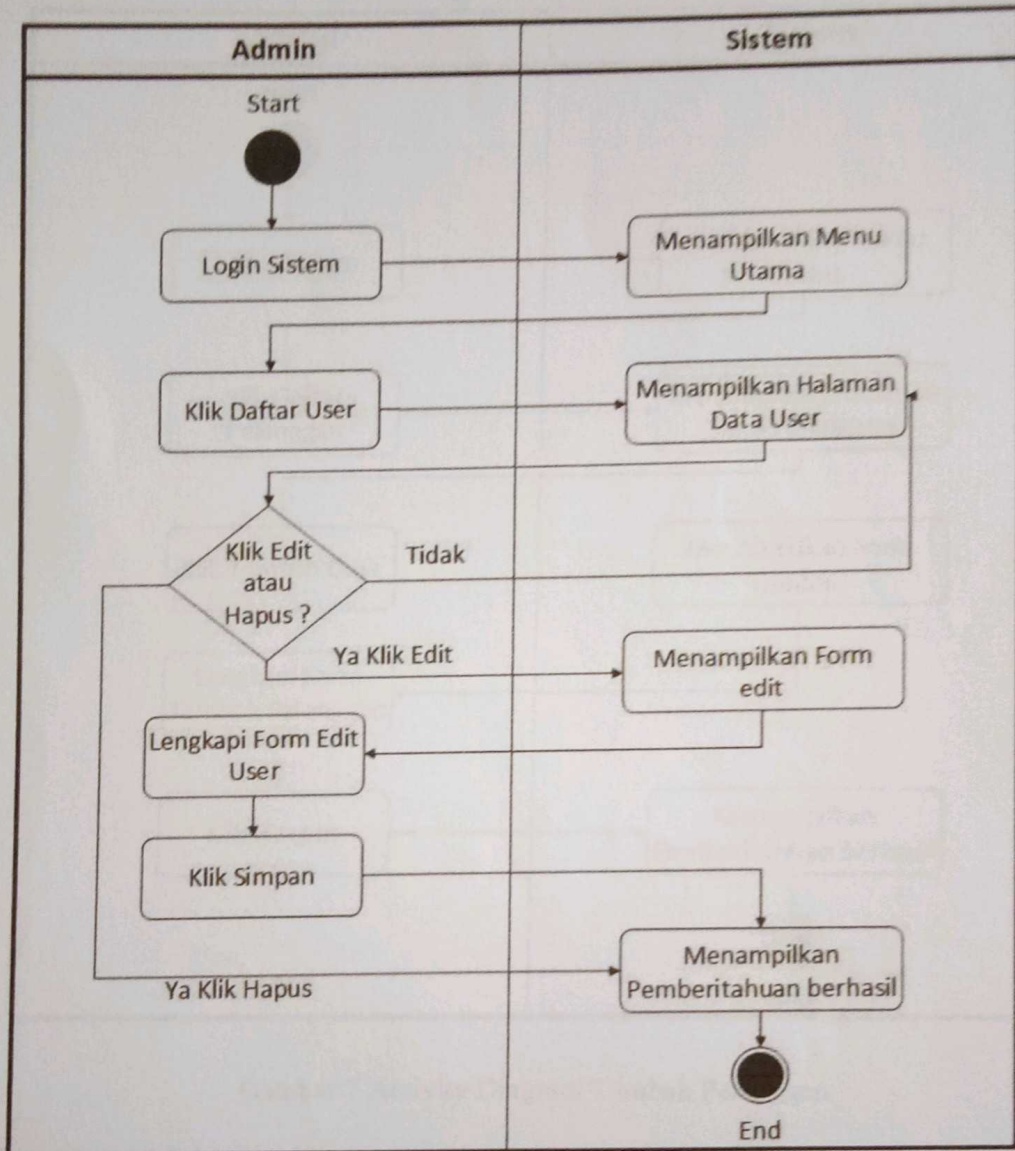 Admin
Sistem
Start
Login Sistem
Menampilkan Menu
Utama
Klik Daftar User
Menampilkan Halaman
Data User
Klik Edit
atau
Hapus ?
Tidak
Ya Klik Edit
Menampilkan Form
edit
Lengkapi Form Edit
User
Klik Simpan
Menampilkan
Pemberitahuan berhasil
Ya Klik Hapus
End